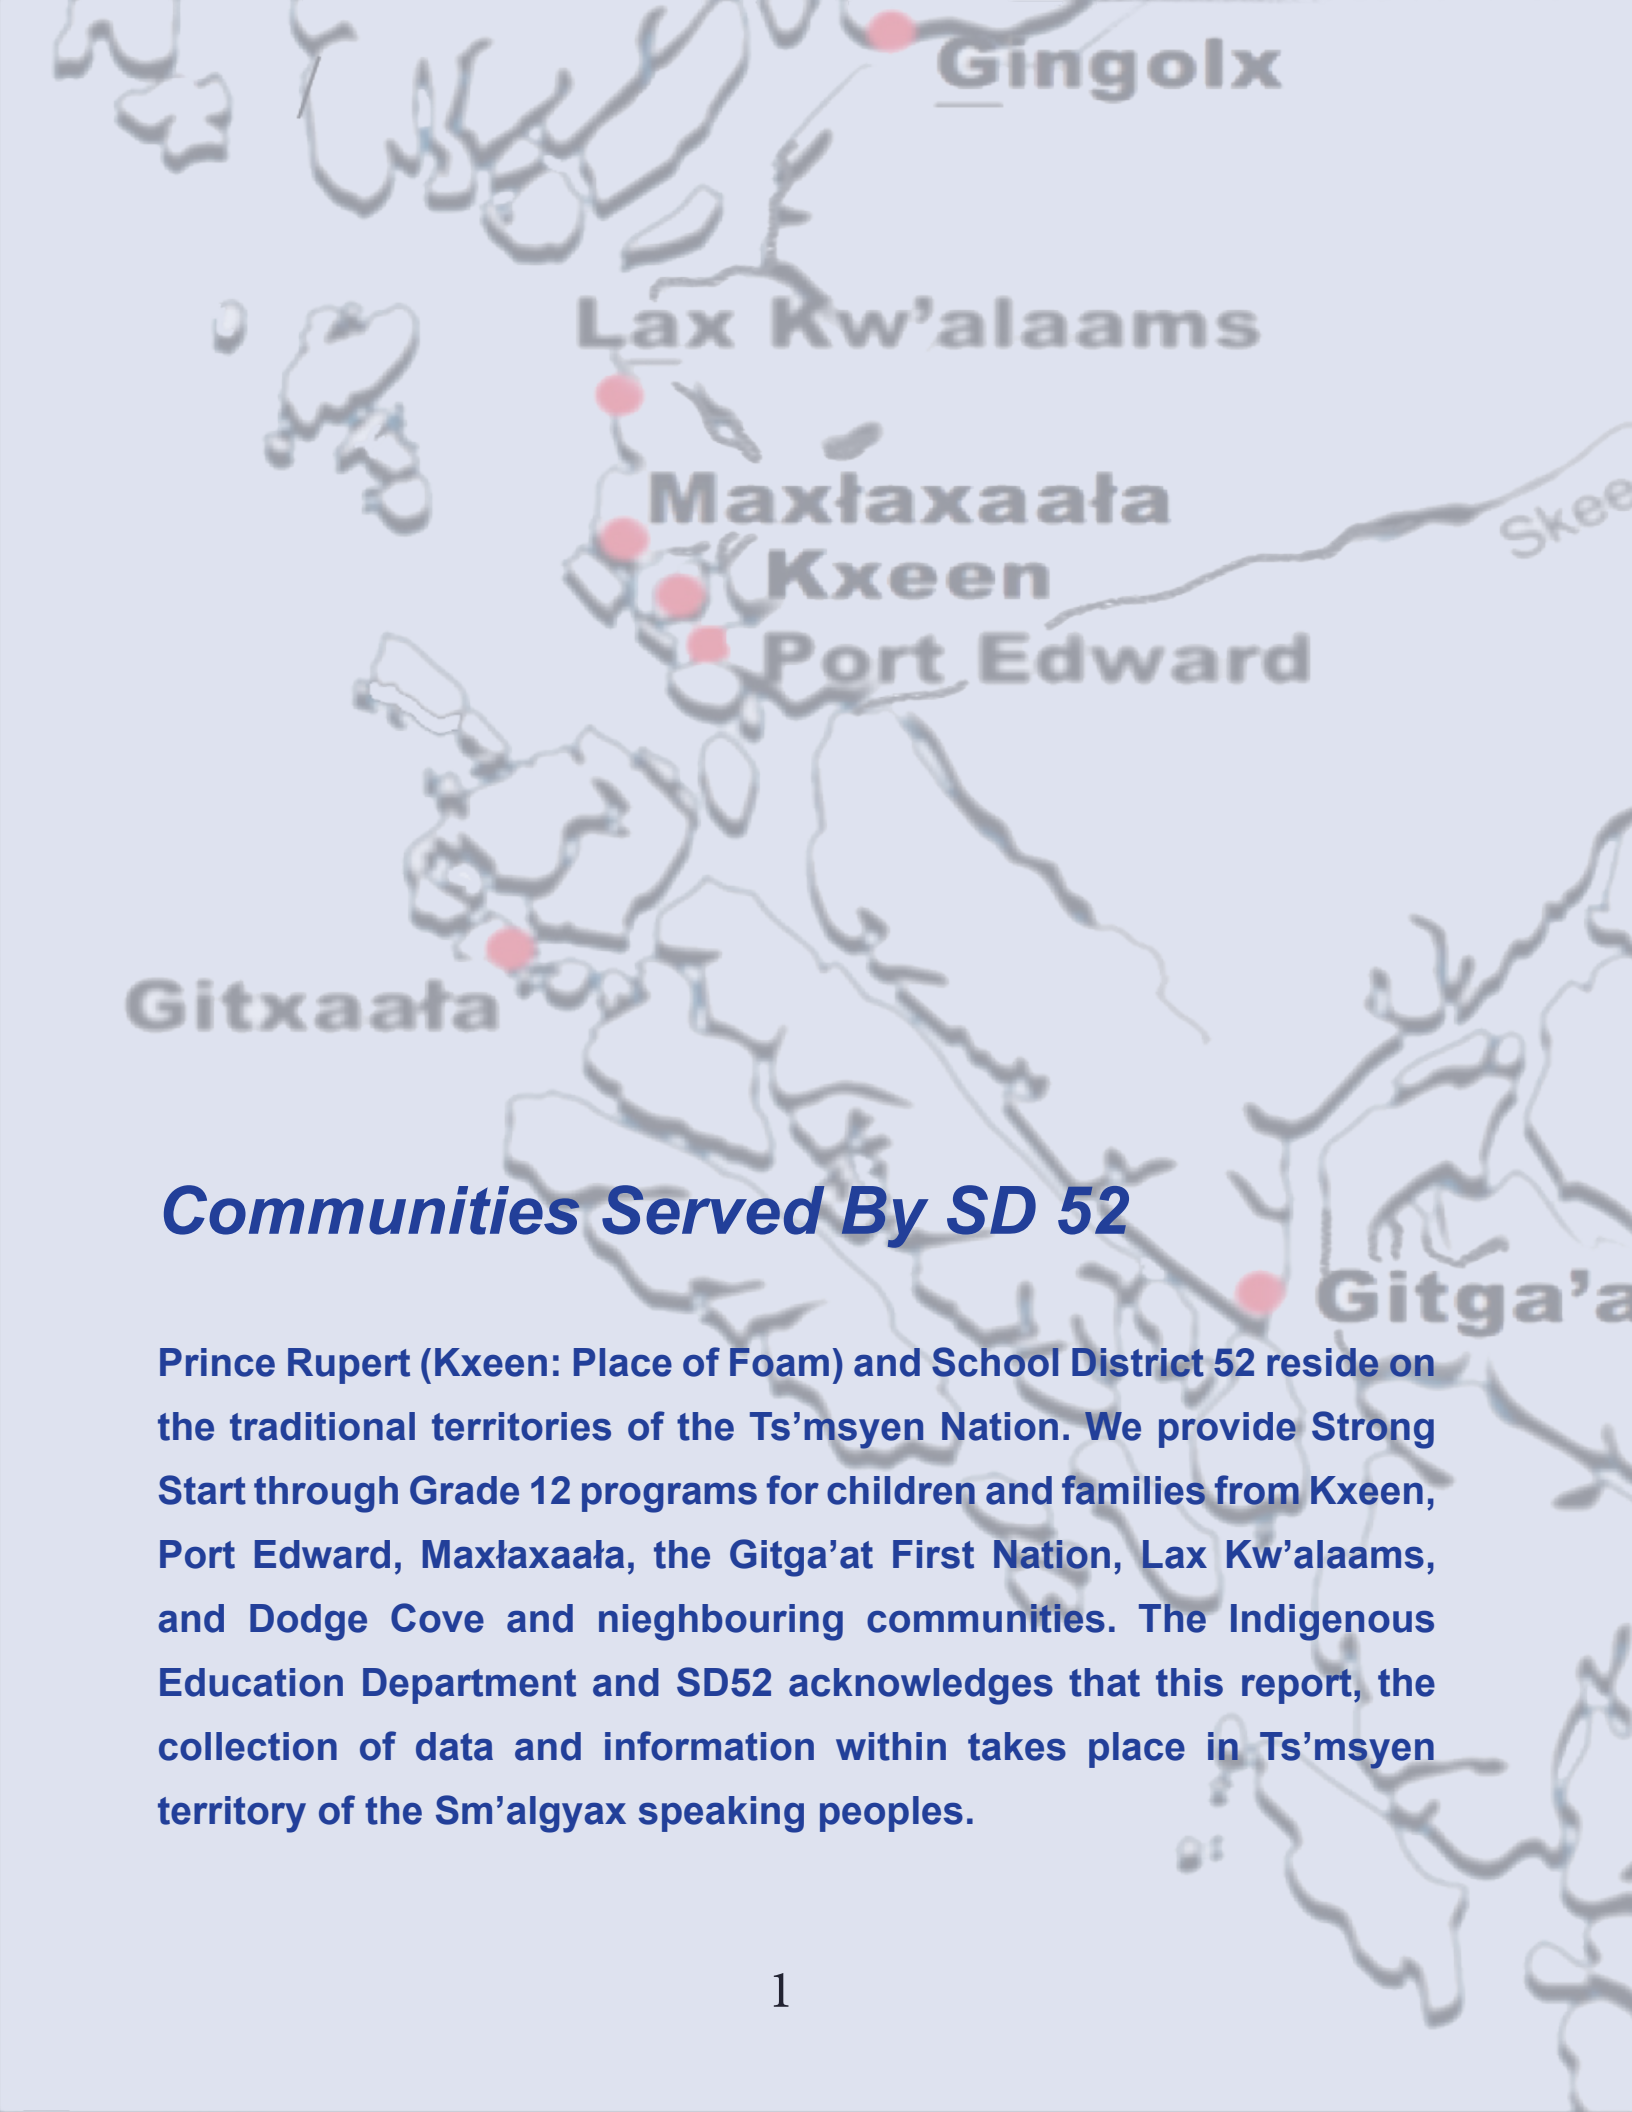 Gingolx
Lax Kw’alaams
Maxłaxaała
Skee
Kxeen
Port Edward
Gitxaała
Communities Served By SD 52
Gitga’a
Prince Rupert (Kxeen: Place of Foam) and School District 52 reside on
the traditional territories of the Ts’msyen Nation. We provide Strong
Start through Grade 12 programs for children and families from Kxeen,
Port Edward, Maxłaxaała, the Gitga’at First Nation, Lax Kw’alaams,
and Dodge Cove and nieghbouring communities. The Indigenous
Education Department and SD52 acknowledges that this report, the
collection of data and information within takes place in Ts’msyen
territory of the Sm’algyax speaking peoples.
1